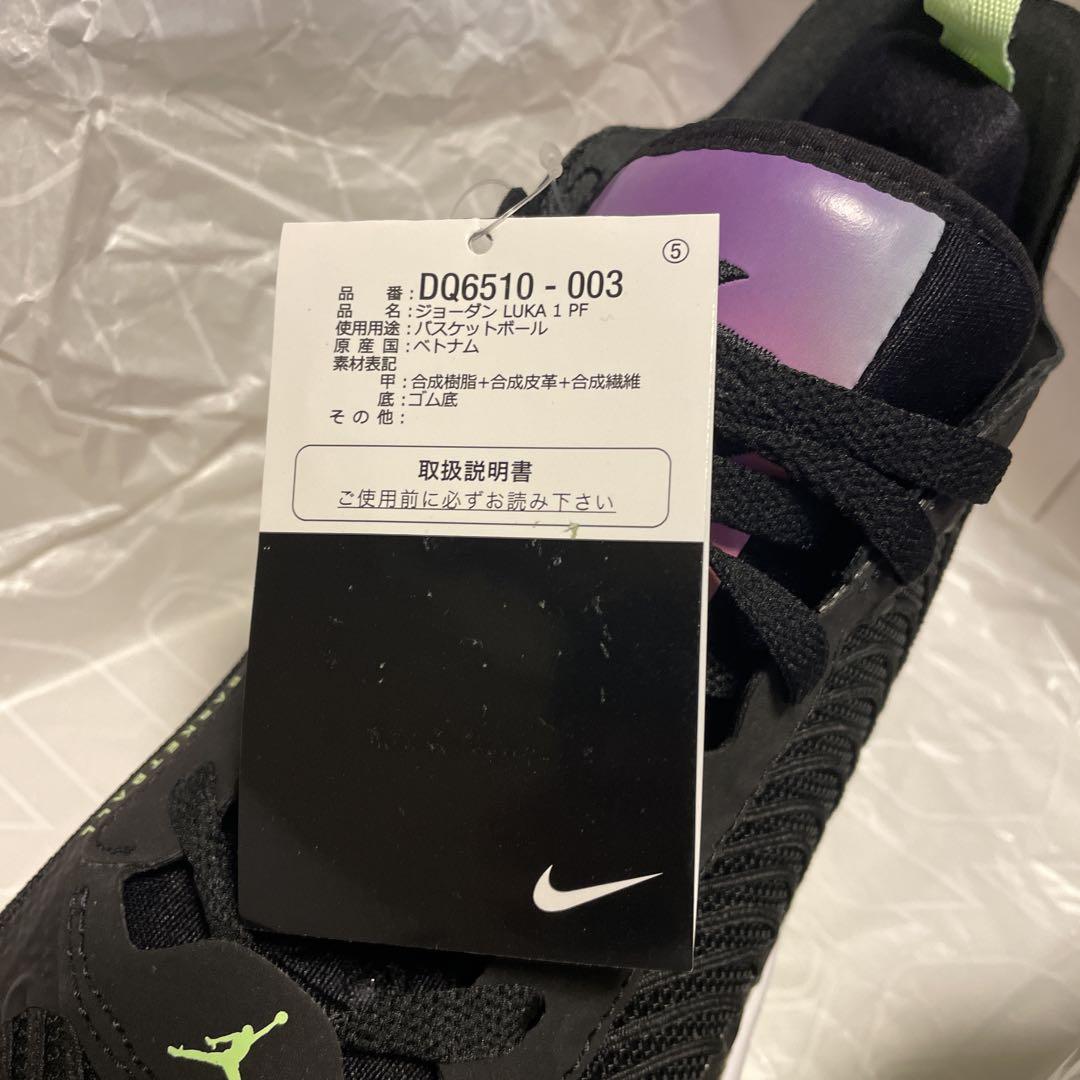 ⑤
品番:DQ6510 - 003
品名:ジョーダン LUKA 1 PF
使用用途:バスケットボール
原産国:ベトナム
素材表記
甲:合成樹脂+合成皮革+合成繊維
底:ゴム底
その他:
取扱説明書
ご使用前に必ずお読み下さい
BASKETBALL